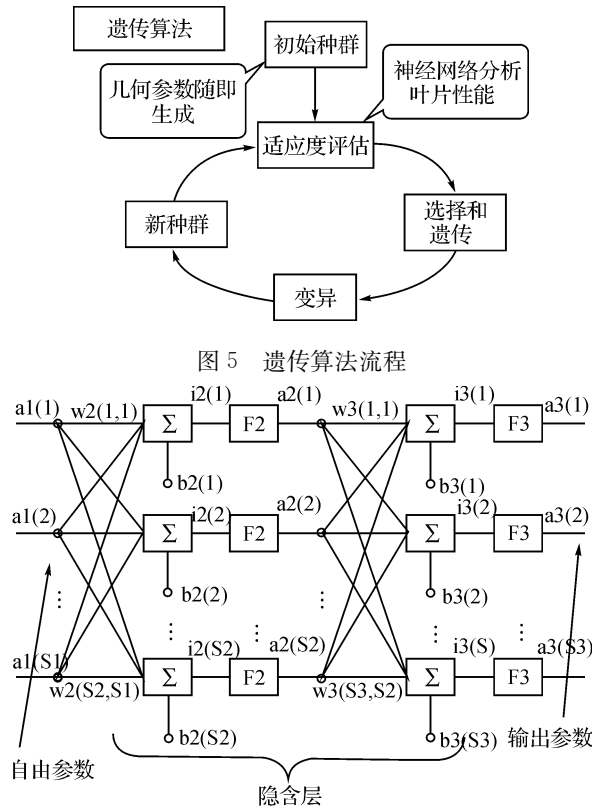 遗传算法
初始种群
几何参数随即
生成
神经网络分析
叶片性能
适应度评估
新种群
选择和
遗传
变异
图 5 遗传算法流程
a1(1) w2(1,1) Σ i2(1) F2 a2(1) w3(1,1) Σ i3(1) F3 a3(1)
b2(1) b3(1)
a1(2) Σ i2(2) F2 a2(2) Σ i3(2) F3 a3(2)
b2(2) b3(2)
⋮ ⋮ ⋮ ⋮ ⋮ ⋮
a1(S1) w2(S2,S1) Σ i2(S2) F2 a2(S2) w3(S3,S2) Σ i3(S) F3 a3(S3)
b2(S2) b3(S3)
自由参数
输出参数
隐含层